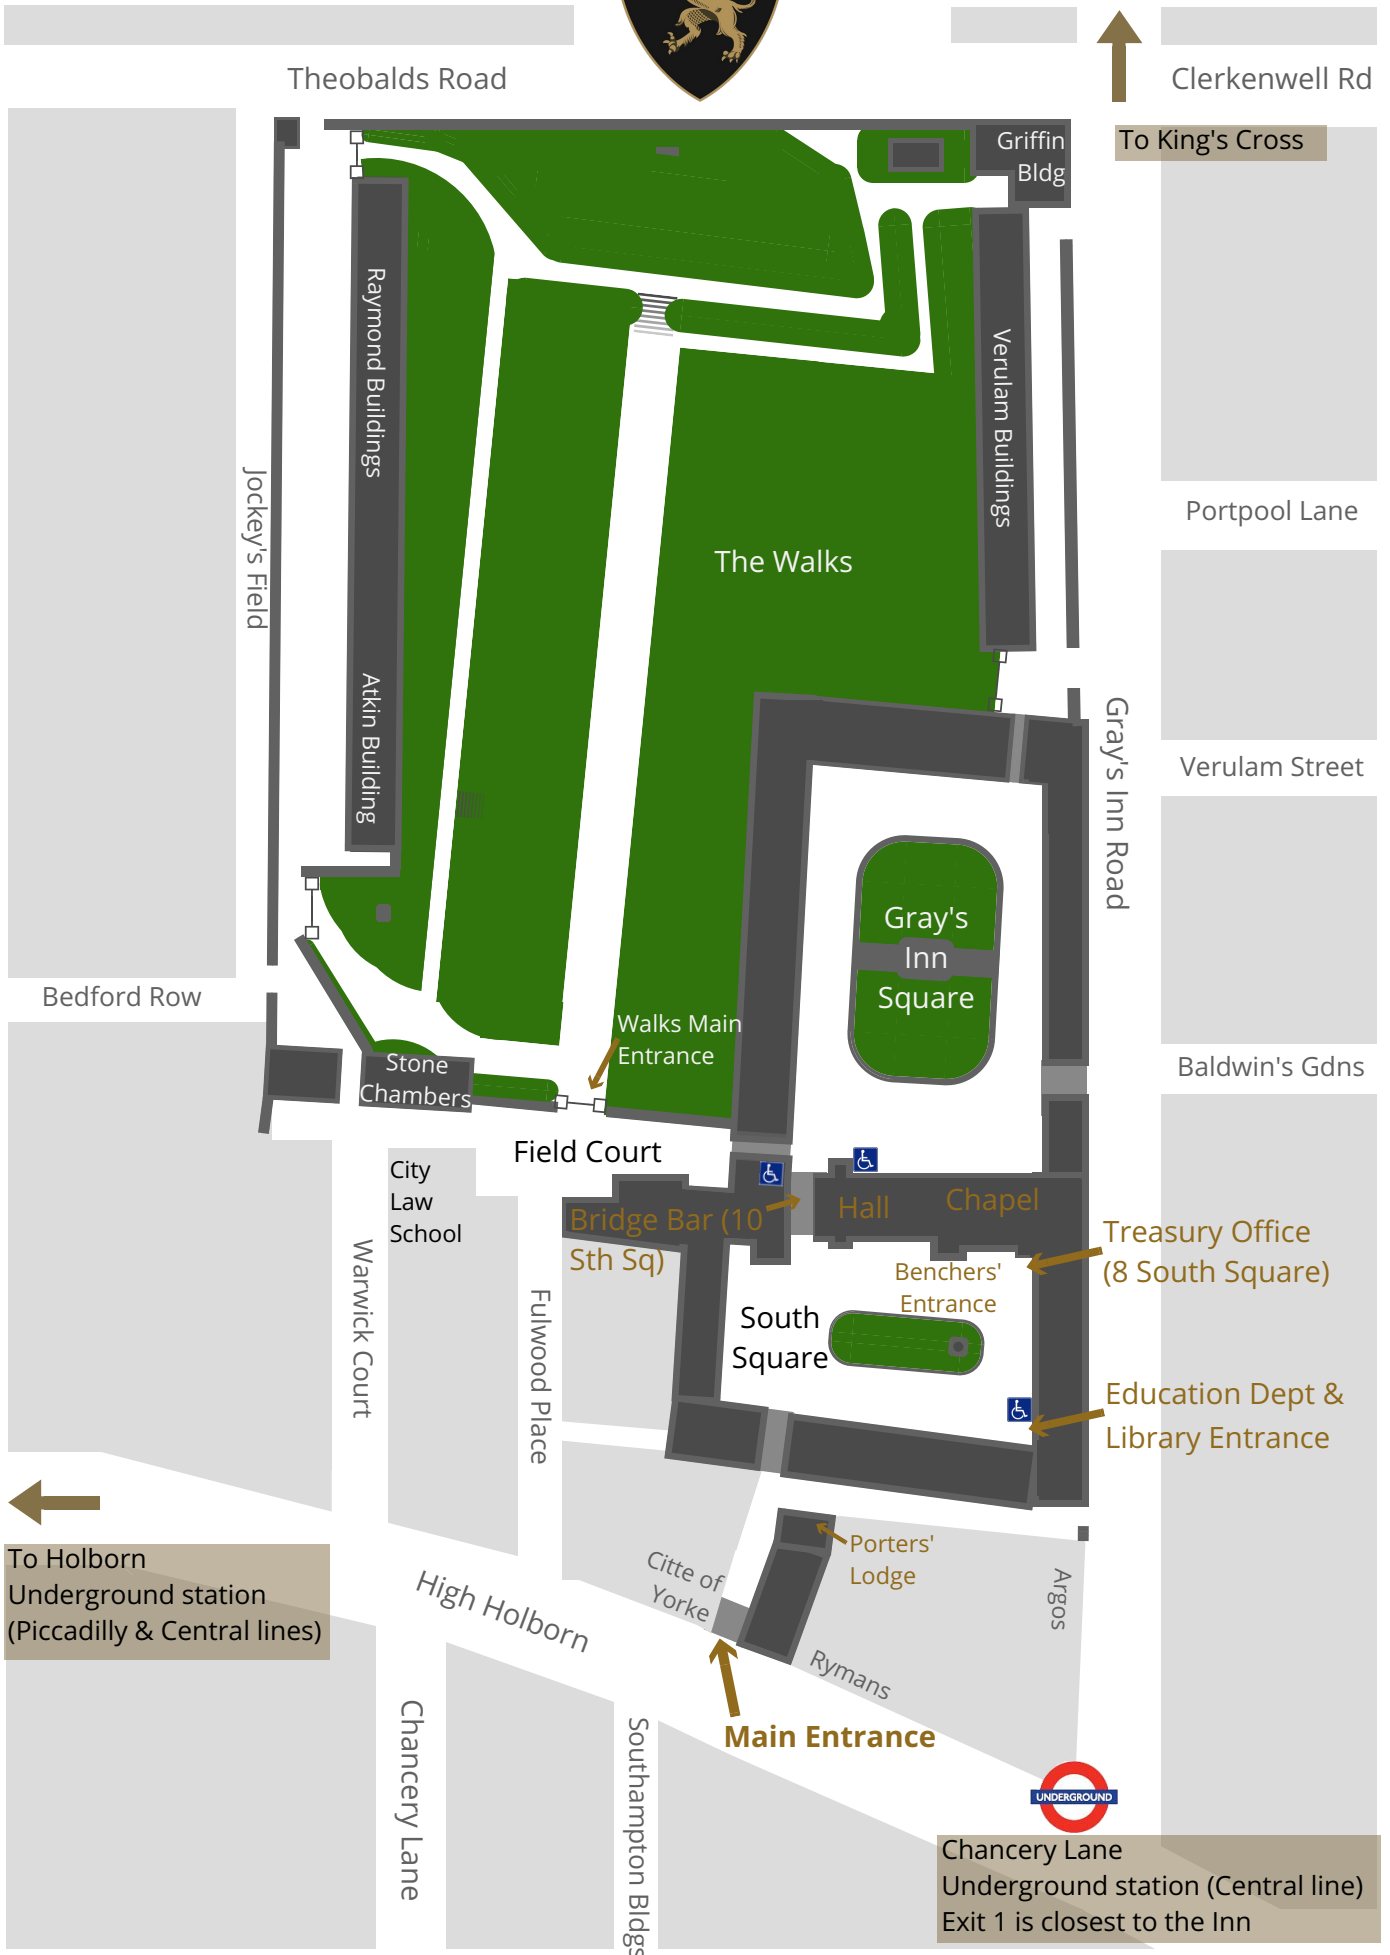 Theobalds Road
Clerkenwell Rd
To King's Cross
Griffin
Bldg
Raymond Buildings
Verulam Buildings
Jockey's Field
Portpool Lane
The Walks
Atkin Building
Gray's Inn Road
Verulam Street
Gray's
Inn
Square
Bedford Row
Walks Main
Entrance
Stone
Chambers
Baldwin's Gdns
Field Court
City
Law
School
Hall
Chapel
Bridge Bar (10
Sth Sq)
Treasury Office
(8 South Square)
Benchers'
Entrance
Warwick Court
Fulwood Place
South
Square
Education Dept &
Library Entrance
To Holborn
Underground station
(Piccadilly & Central lines)
High Holborn
Citte of
Yorke
Porters'
Lodge
Argos
Rymans
Main Entrance
Chancery Lane
Southampton Bldgs
UNDERGROUND
Chancery Lane
Underground station (Central line)
Exit 1 is closest to the Inn